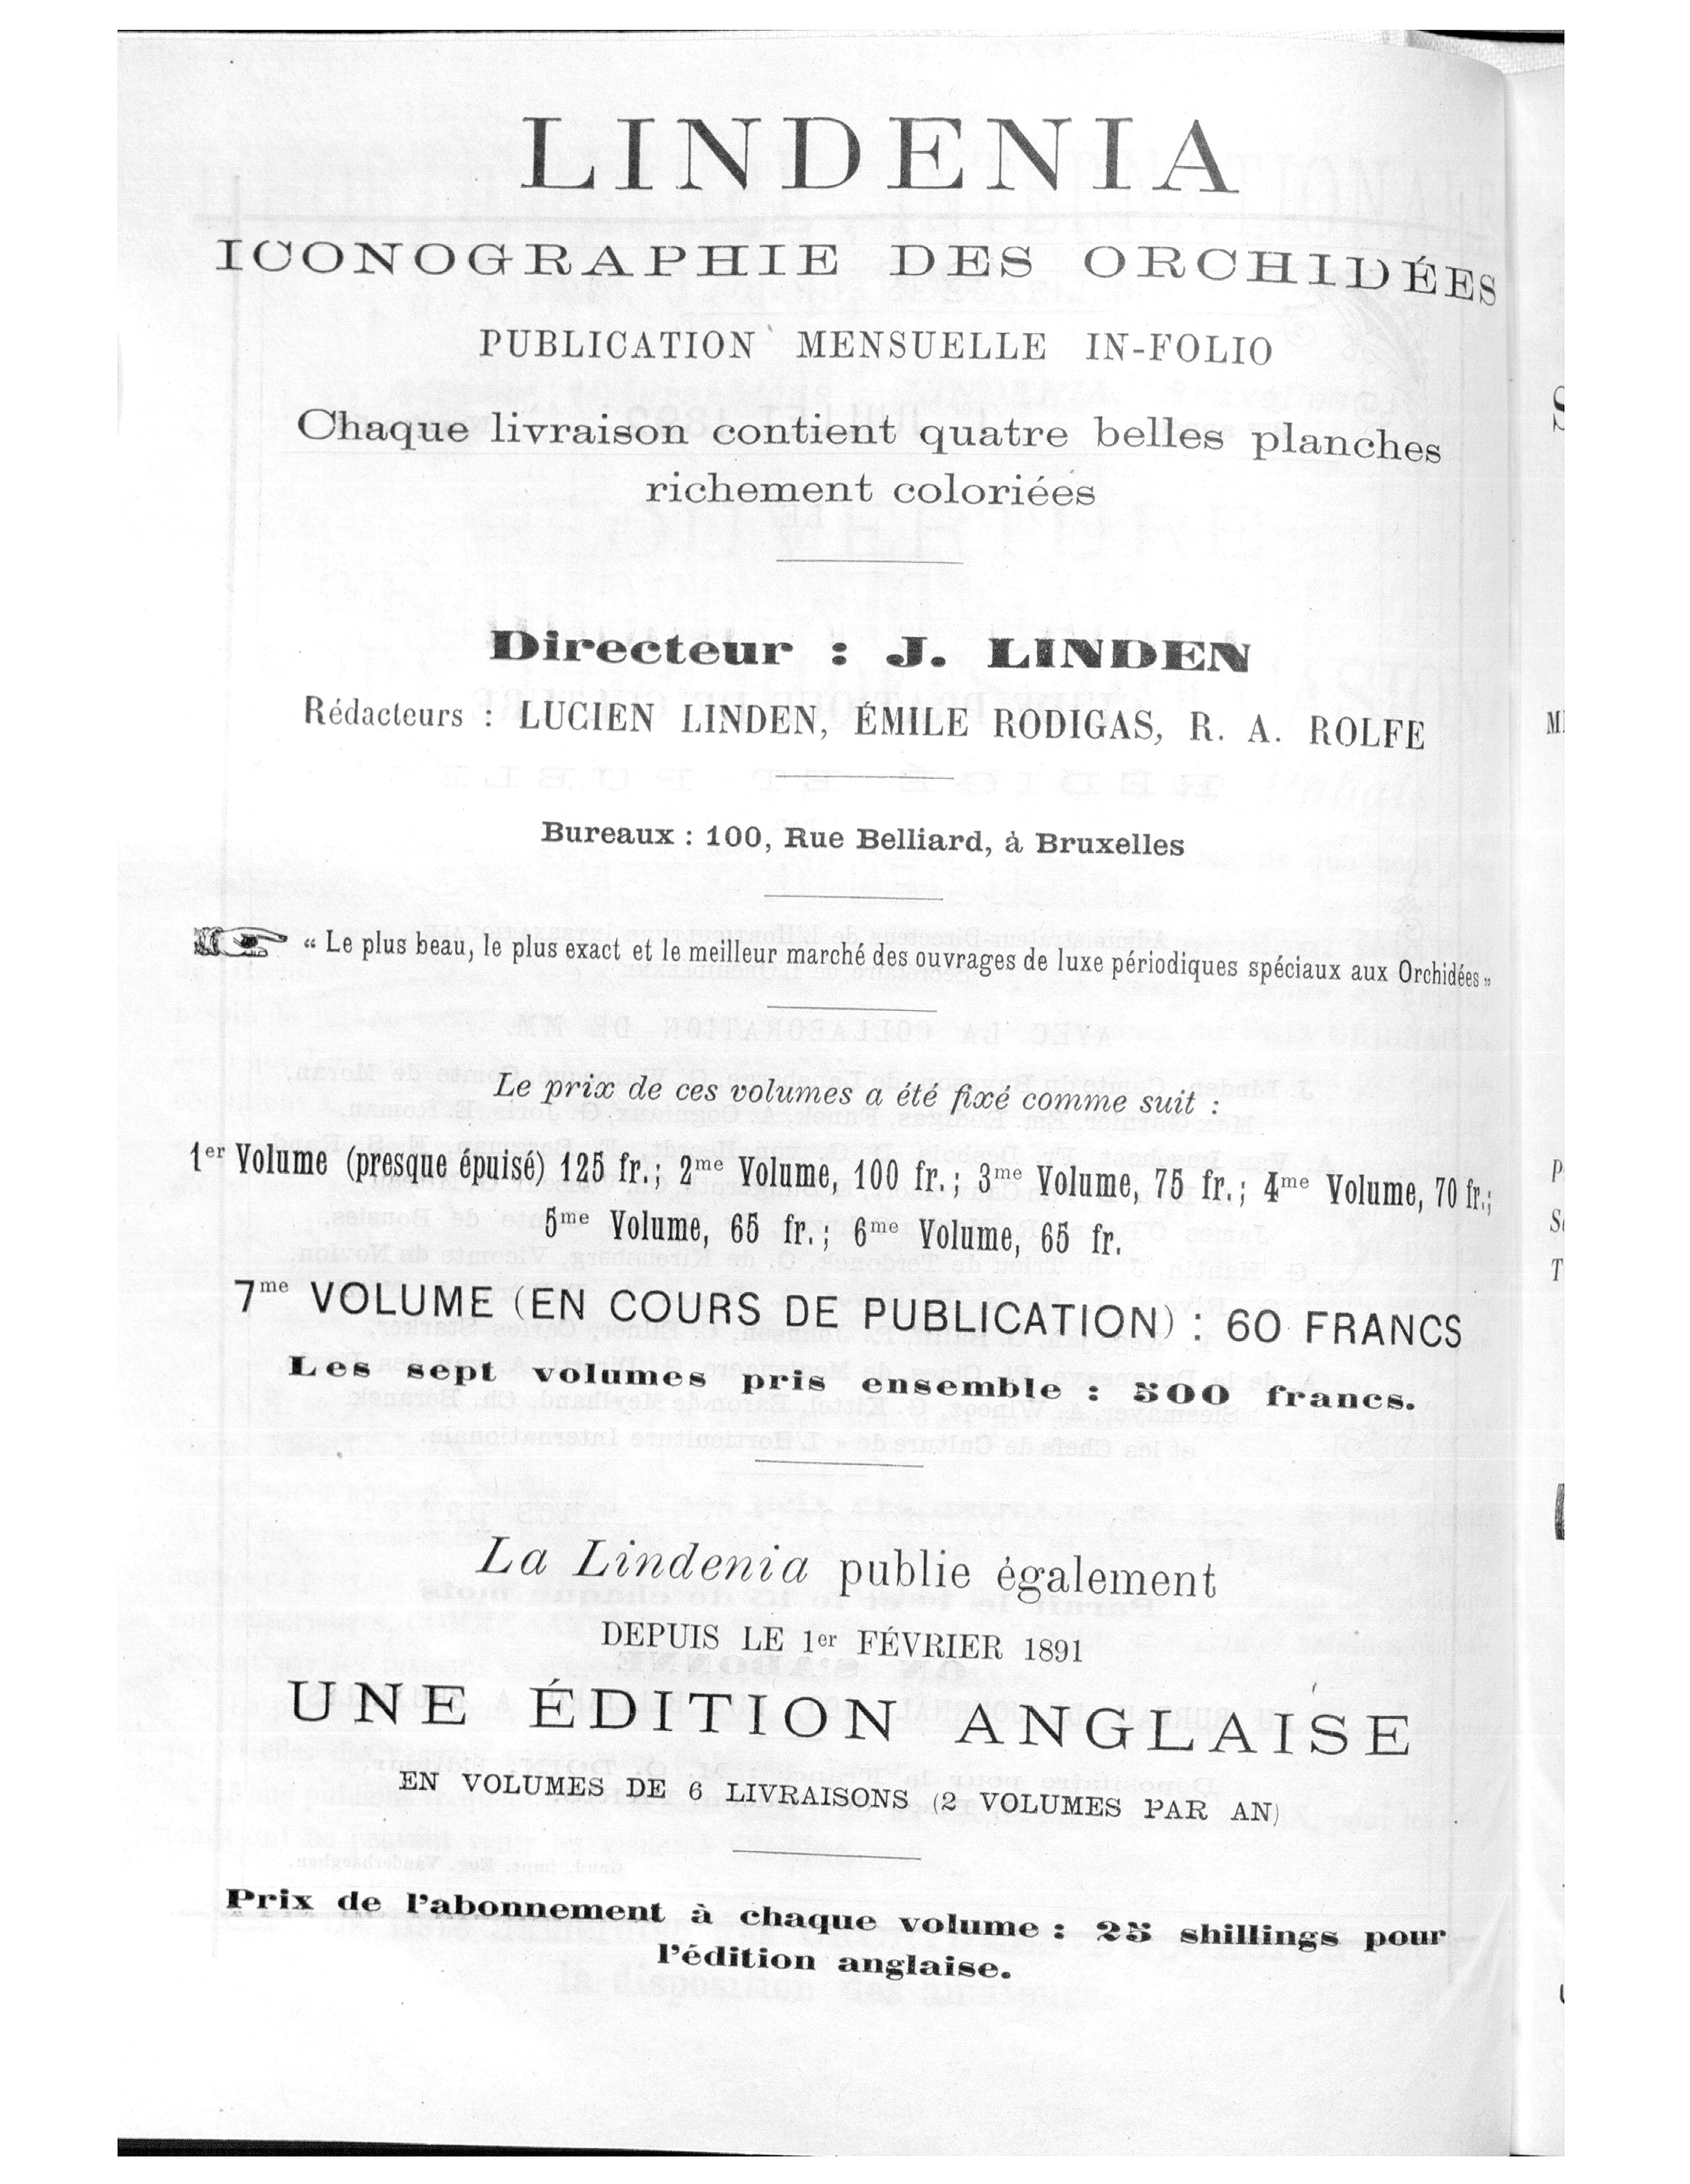 LINDENIA
ICONOGRAPHIE DES ORCHIDÉES
PUBLICATION MENSUELLE IN-FOLIO
Chaque livraison contient quatre belles planches
richement coloriées
Directeur : J. LINDEN
Rédacteurs : LUCIEN LINDEN, ÉMILE RODIGAS, R. A. ROLFE
Bureaux : 100, Rue Belliard, à Bruxelles
“ Le plus beau, le plus exact et le meilleur marché des ouvrages de luxe périodiques spéciaux aux Orchidées „
Le prix de ces volumes a été fixé comme suit :
1er Volume (presque épuisé) 125 fr.; 2me Volume, 100 fr.; 3me Volume, 75 fr.; 4me Volume, 70 fr.;
5me Volume, 65 fr.; 6me Volume, 65 fr.
7me VOLUME (EN COURS DE PUBLICATION) : 60 FRANCS
Les sept volumes pris ensemble : 500 francs.
La Lindenia publie également
DEPUIS LE 1er FÉVRIER 1891
UNE ÉDITION ANGLAISE
EN VOLUMES DE 6 LIVRAISONS (2 VOLUMES PAR AN)
Prix de l'abonnement à chaque volume : 25 shillings pour
l'édition anglaise.